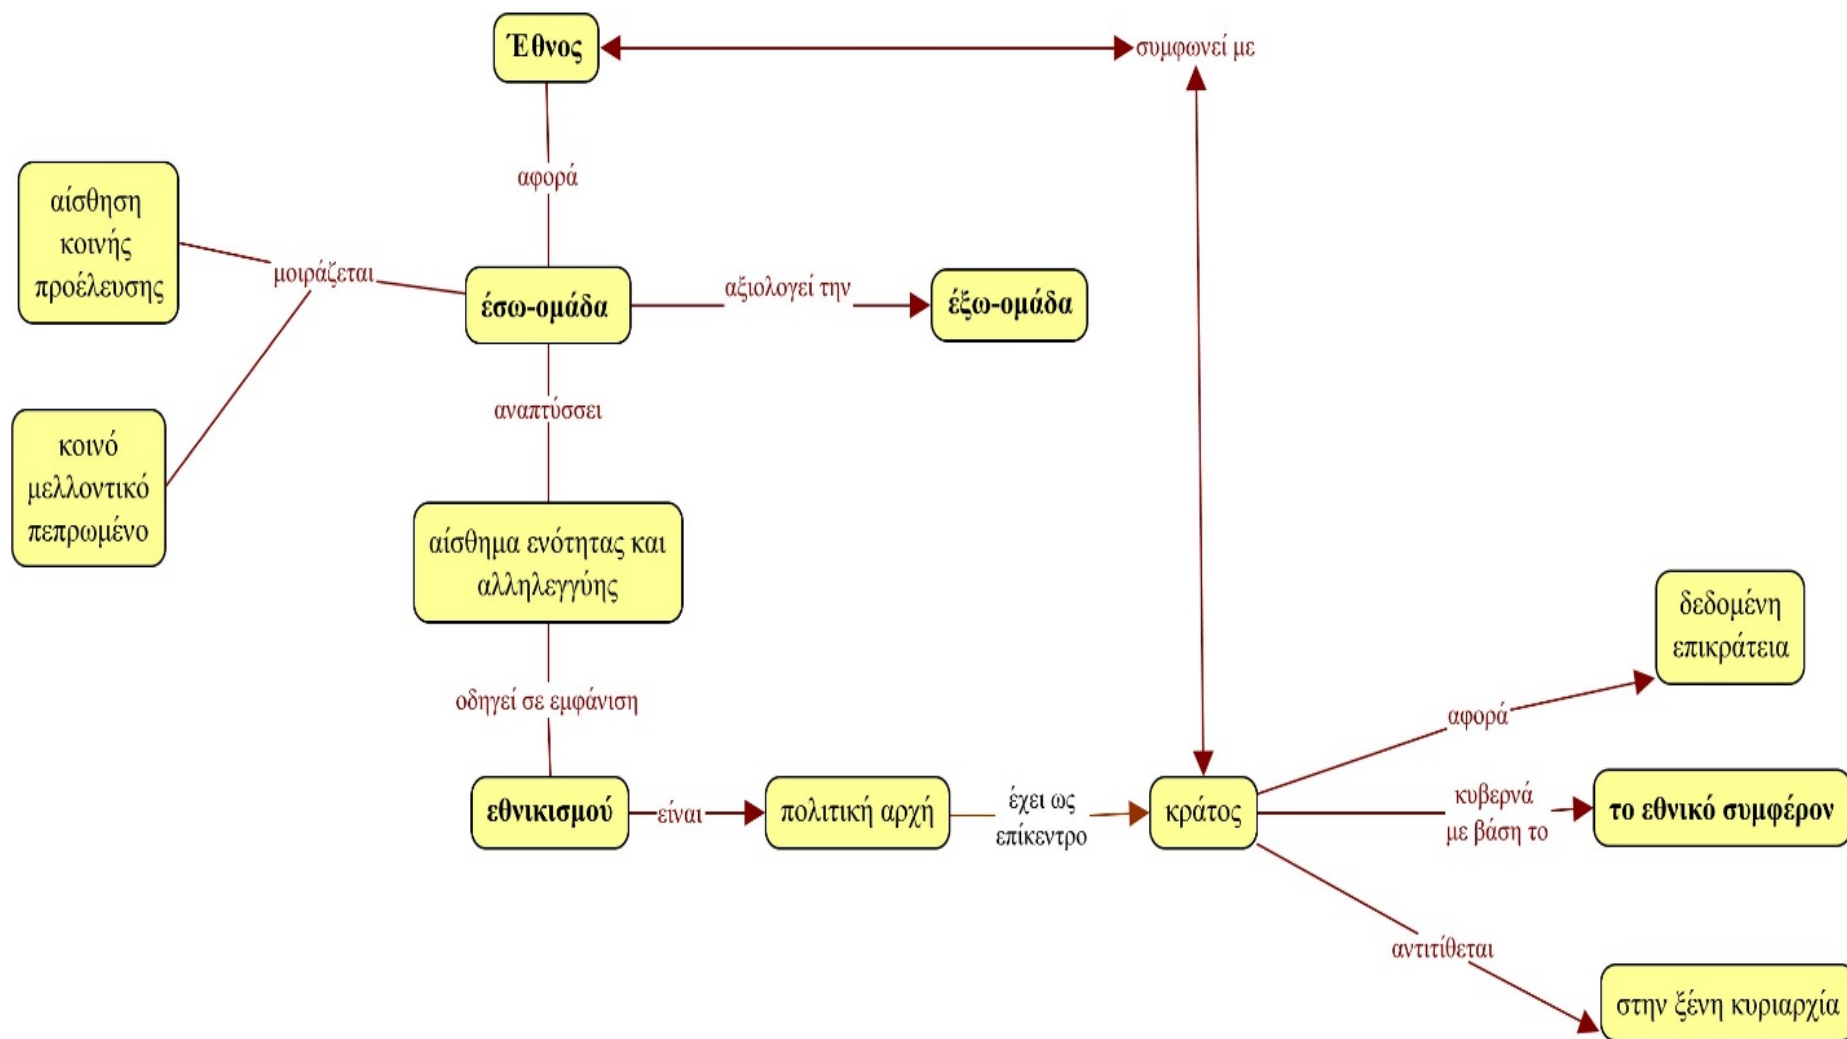 Έθνος
συμφωνεί με
αφορά
αίσθηση
κοινής
προέλευσης
μοιράζεται
έσω-ομάδα
αξιολογεί την
έξω-ομάδα
κοινό
μελλοντικό
πεπρωμένο
αναπτύσσει
αίσθημα ενότητας και
αλληλεγγύης
οδηγεί σε εμφάνιση
εθνικισμού
είναι
πολιτική αρχή
έχει ως
επίκεντρο
κράτος
αφορά
δεδομένη
επικράτεια
κυβερνά
με βάση το
το εθνικό συμφέρον
αντιτίθεται
στην ξένη κυριαρχία